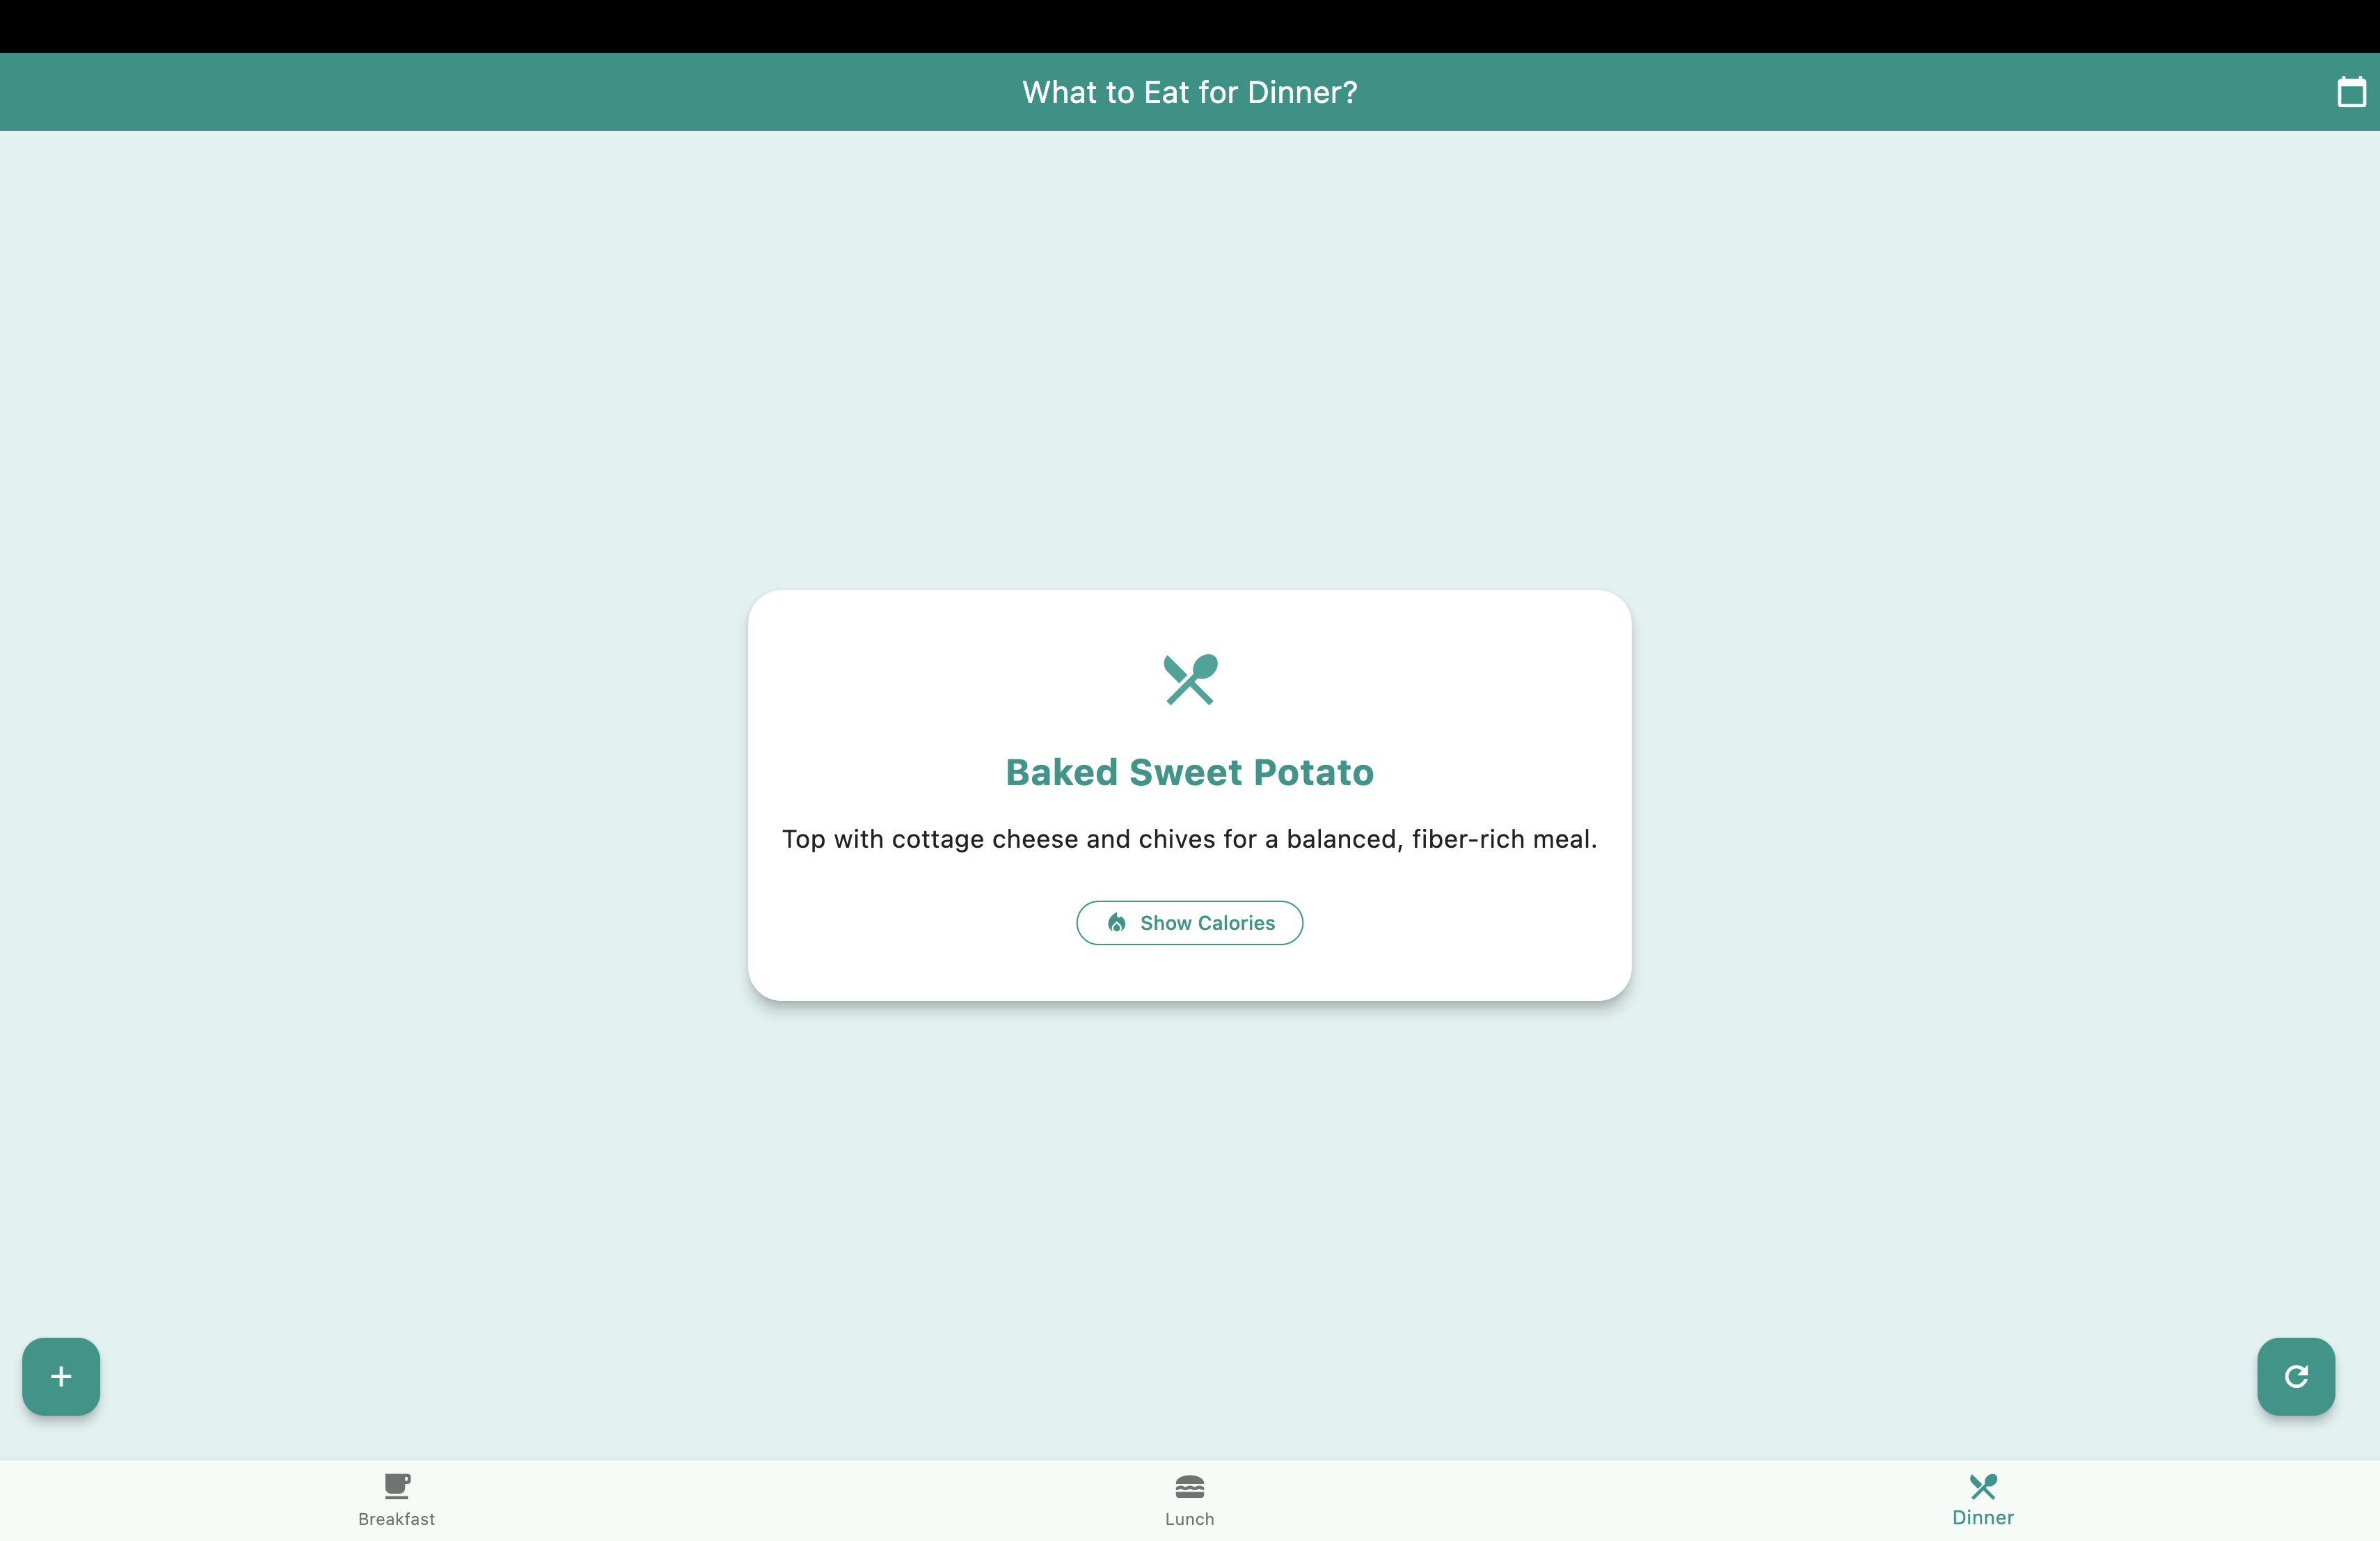 What to Eat for Dinner?
Baked Sweet Potato
Top with cottage cheese and chives for a balanced, fiber-rich meal.
Show Calories
Breakfast
Lunch
Dinner